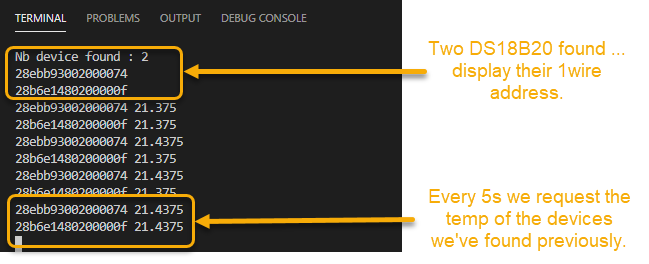 TERMINAL PROBLEMS OUTPUT DEBUG CONSOLE
Nb device found : 2
28ebb93002000074
28b6e1480200000f
28ebb93002000074 21.375
28b6e1480200000f 21.375
28ebb93002000074 21.4375
28b6e1480200000f 21.375
28ebb93002000074 21.4375
28b6e1480200000f 21.375
28ebb93002000074 21.4375
28b6e1480200000f 21.4375
Two DS18B20 found ...
display their 1wire
address.
Every 5s we request the
temp of the devices
we've found previously.